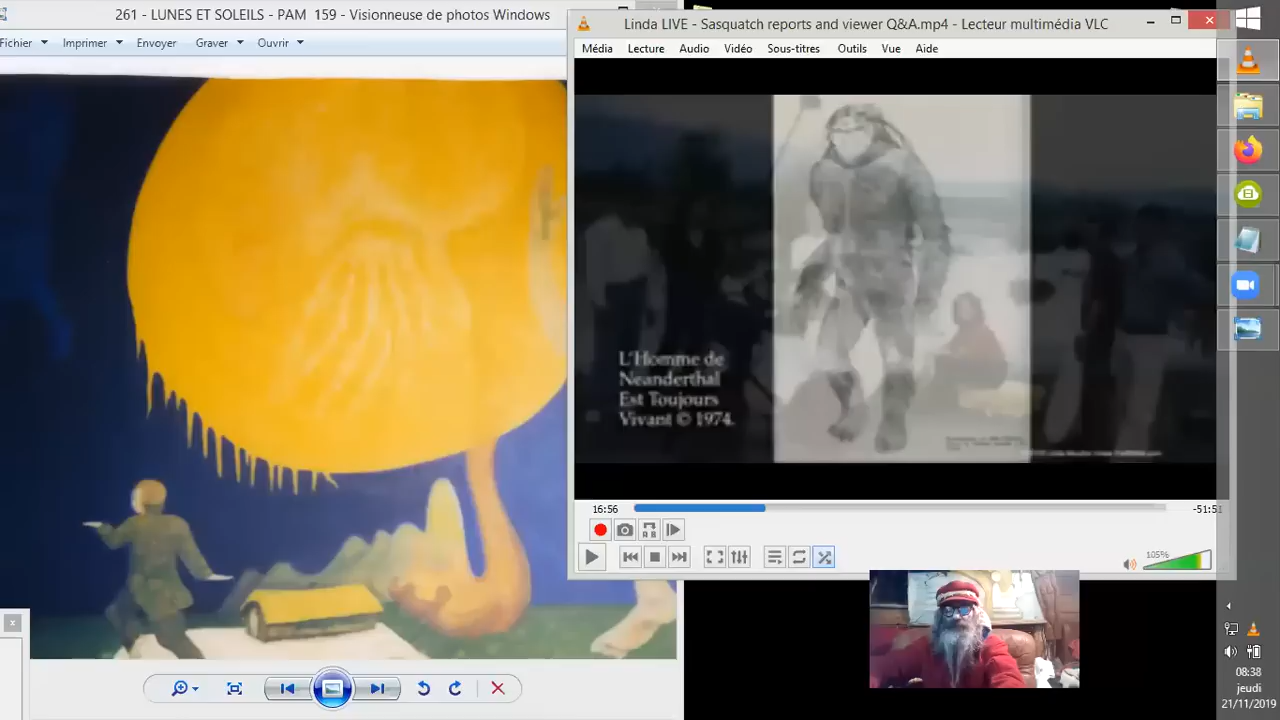 261 - LUNES ET SOLEILS - PAM 159 - Visionneuse de photos Windows
Fichier Imprimer Envoyer Graver Ouvrir
Linda LIVE - Sasquatch reports and viewer Q&A.mp4 - Lecteur multimédia VLC
Média Lecture Audio Vidéo Sous-titres Outils Vue Aide
L'Homme de
Neanderthal
Est Toujours
Vivant © 1974.
16:56
-51:51
105%
08:38
jeudi
21/11/2019